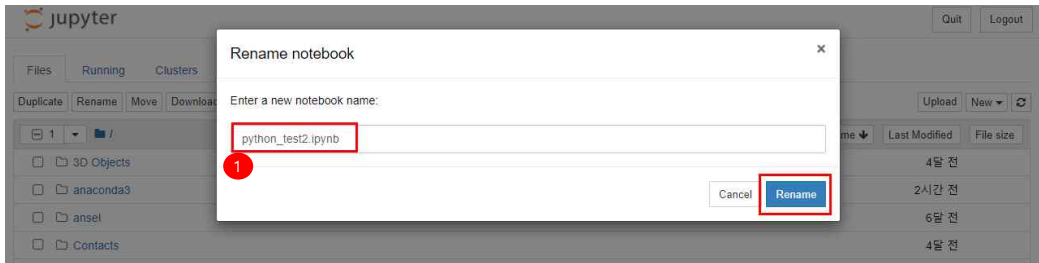 jupyter
Quit Logout
Rename notebook ×
Files Running Clusters
Enter a new notebook name:
Duplicate Rename Move Upload New
python_test2.ipynb
1 / Last Modified File size
1
3D Objects 4달 전
Cancel Rename
anaconda3 2시간 전
ansel 6달 전
Contacts 4달 전